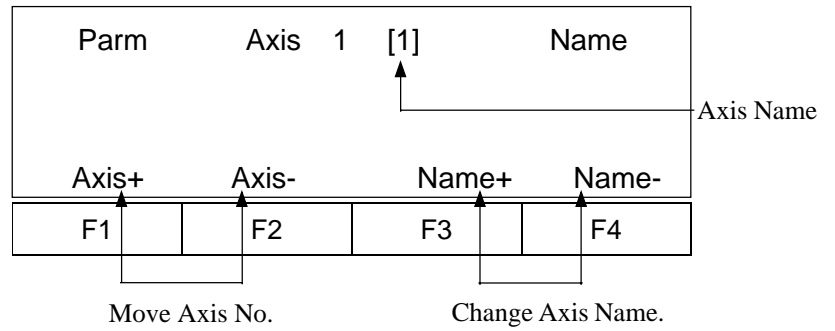 Parm Axis 1 [1] Name
Axis Name
Axis+ Axis- Name+ Name-
F1 F2 F3 F4
Move Axis No. Change Axis Name.